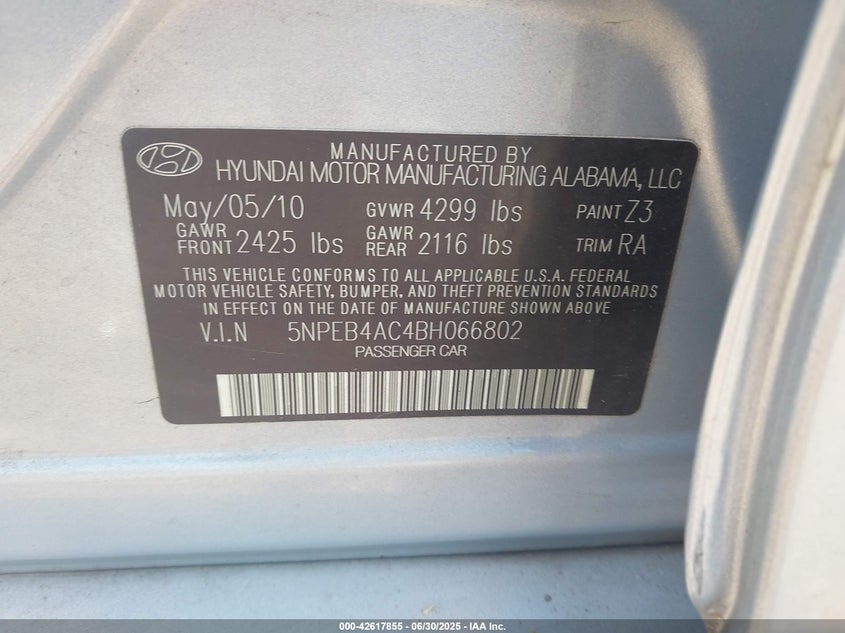 MANUFACTURED BY
HYUNDAI MOTOR MANUFACTURING ALABAMA, LLC
May/05/10 GVWR 4299 lbs PAINT Z3
GAWR FRONT 2425 lbs GAWR REAR 2116 lbs TRIM RA
THIS VEHICLE CONFORMS TO ALL APPLICABLE U.S.A. FEDERAL
MOTOR VEHICLE SAFETY, BUMPER, AND THEFT PREVENTION STANDARDS
IN EFFECT ON THE DATE OF MANUFACTURE SHOWN ABOVE
V.I.N 5NPEB4AC4BH066802
PASSENGER CAR
000-42617855 - 06/30/2025 - IAA Inc.